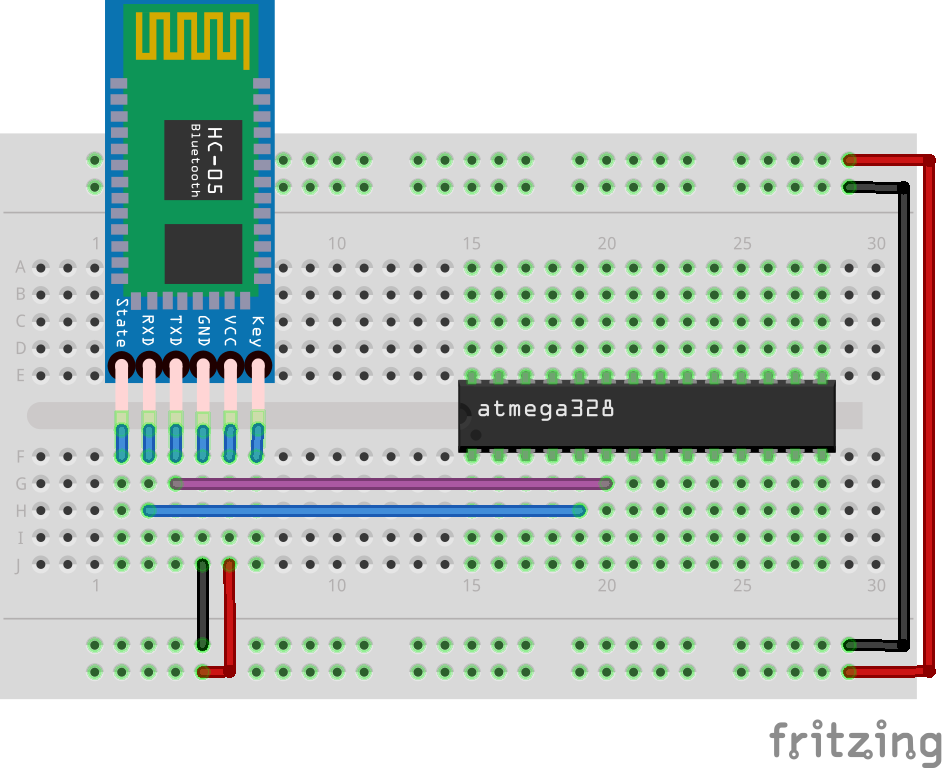 HC-05
Bluetooth
State
RXD
TXD
GND
VCC
Key
1 10 15 20 25 30
A
B
C
D
E
atmega328
F
G
H
I
J
1 10 15 20 25 30
fritzing